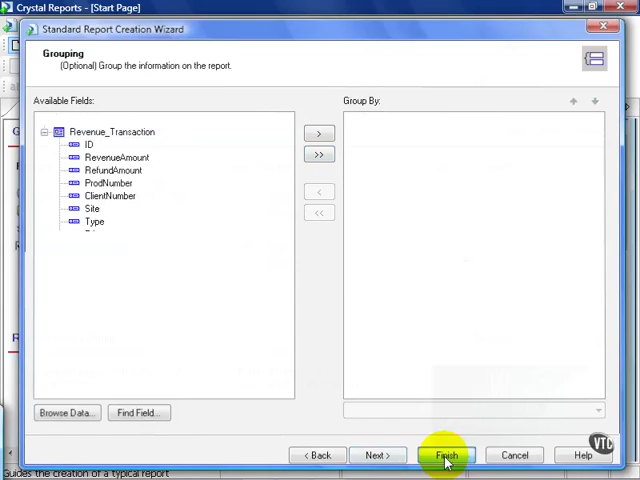 Crystal Reports - [Start Page]
Standard Report Creation Wizard
Grouping
(Optional) Group the information on the report.
Available Fields:
Group By:
Revenue_Transaction
ID
RevenueAmount
RefundAmount
ProdNumber
ClientNumber
Site
Type
>
>>
<
<<
Browse Data...
Find Field...
< Back
Next >
Finish
Cancel
Help
VTC
Guides the creation of a typical report